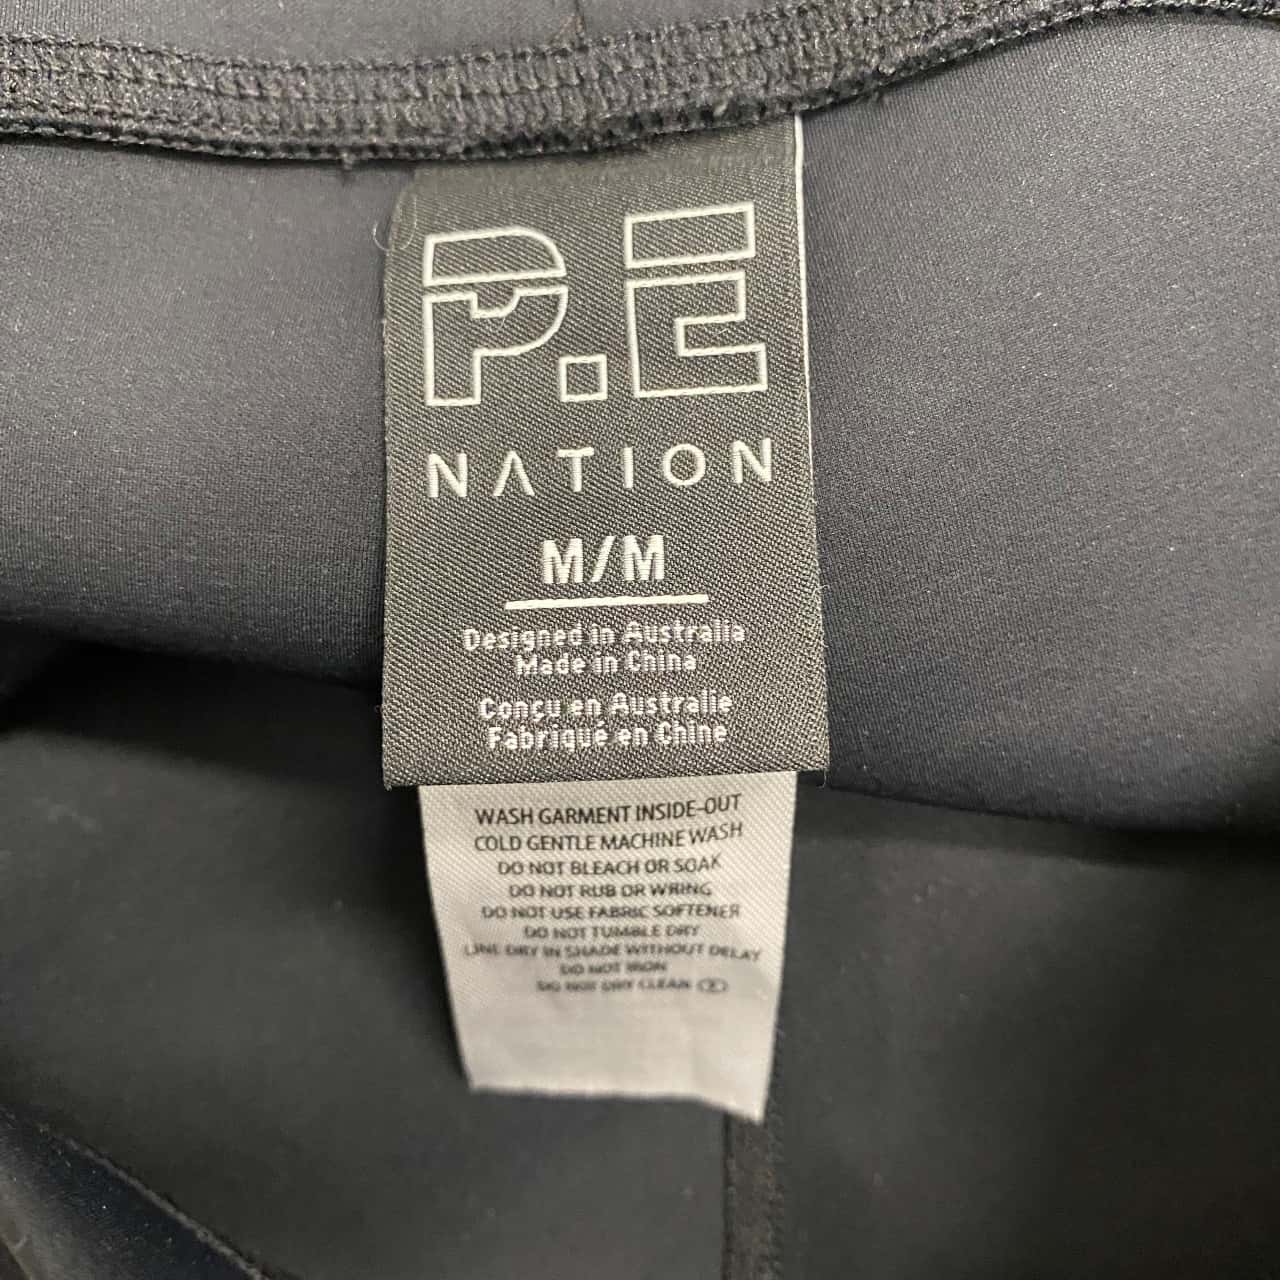 P.E
NATION
M/M
Designed in Australia
Made in China
Conçu en Australie
Fabriqué en Chine
WASH GARMENT INSIDE-OUT
COLD GENTLE MACHINE WASH
DO NOT BLEACH OR SOAK
DO NOT RUB OR WRING
DO NOT USE FABRIC SOFTENER
DO NOT TUMBLE DRY
LINE DRY IN SHADE WITHOUT DELAY
DO NOT IRON
DO NOT DRY CLEAN